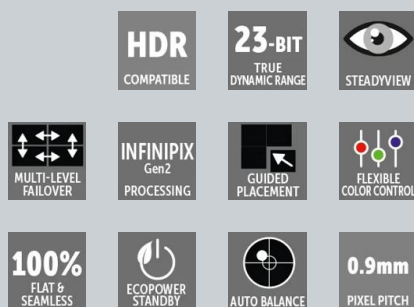 HDR
COMPATIBLE
23-BIT
TRUE
DYNAMIC RANGE
STEADYVIEW
MULTI-LEVEL
FAILOVER
INFINIPIX
Gen2
PROCESSING
GUIDED
PLACEMENT
FLEXIBLE
COLOR CONTROL
100%
FLAT &
SEAMLESS
ECOPOWER
STANDBY
AUTO BALANCE
0.9mm
PIXEL PITCH